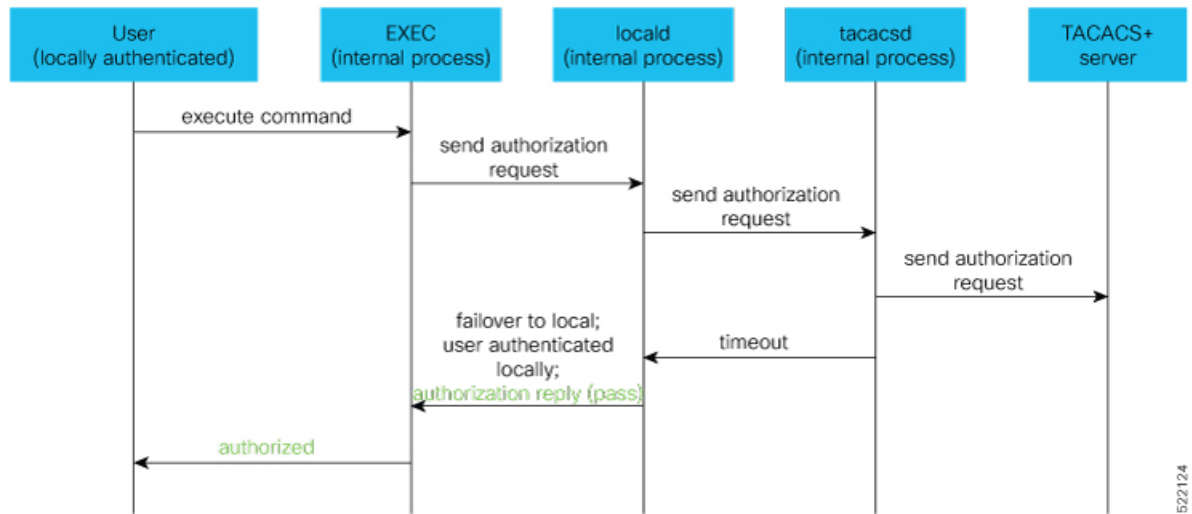 User
(locally authenticated)
EXEC
(internal process)
locald
(internal process)
tacacsd
(internal process)
TACACS+
server
execute command
send authorization
request
send authorization
request
send authorization
request
timeout
failover to local;
user authenticated
locally;
authorization reply (pass)
authorized
522124